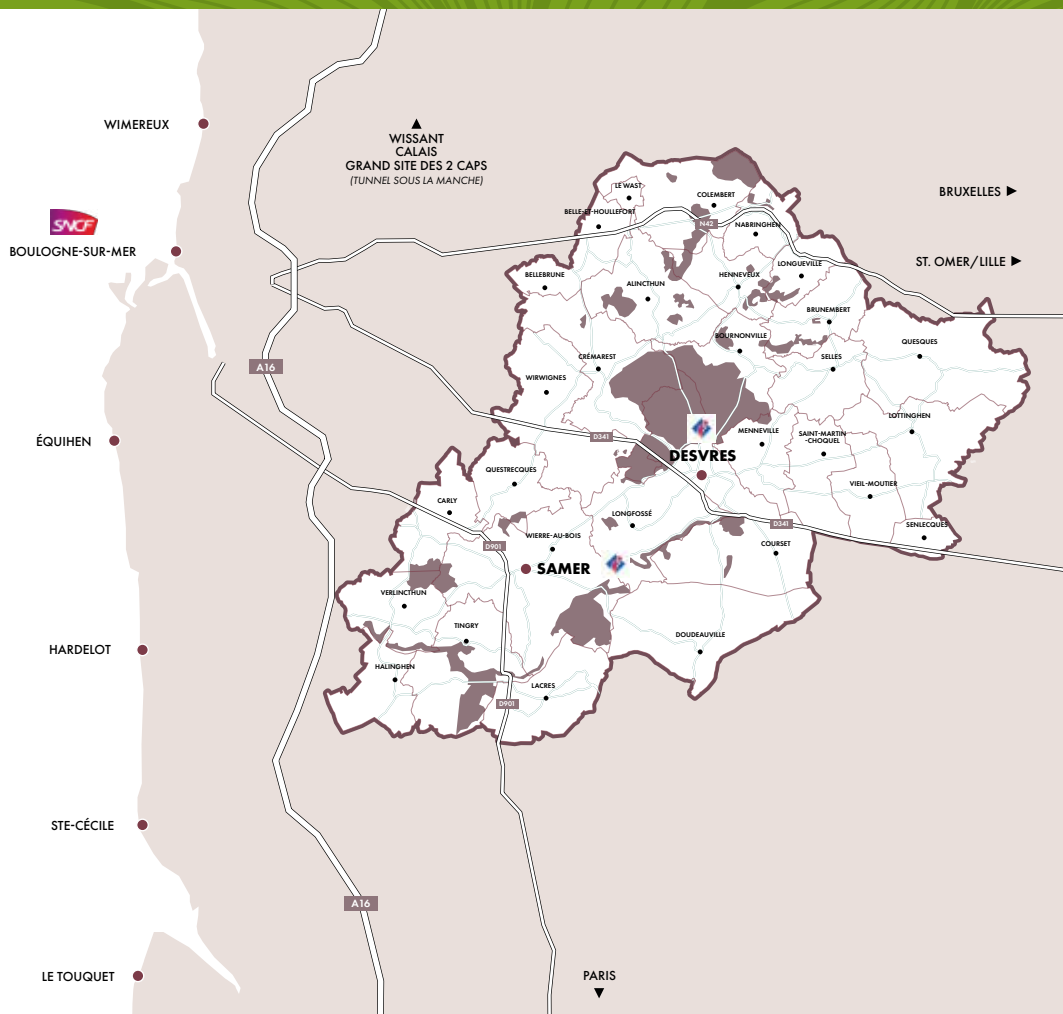 WIMEREUX
WISSANT
CALAIS
GRAND SITE DES 2 CAPS
(TUNNEL SOUS LA MANCHE)
BRUXELLES
SNCF
BOULOGNE-SUR-MER
ST. OMER/LILLE
LE WAST
COLEMBERT
BELLE-ET-HOULLEFORT
N42
NABRINGHEN
BELLEBRUNE
ALINCTHUN
HENNEVEUX
LONGUEVILLE
BRUNEMBERT
BOURNONVILLE
QUESQUES
CRÉMAREST
SELLES
A16
WIRWIGNES
LOTTINGHEN
ÉQUIHEN
D341
MENNEVILLE
SAINT-MARTIN
-CHOQUEL
DESVRES
QUESTRECQUES
VIEIL-MOUTIER
CARLY
LONGFOSSÉ
D341
SENLECQUES
D901
WIERRE-AU-BOIS
COURSET
SAMER
VERLINCTHUN
TINGRY
DOUDEAUVILLE
HARDELOT
HALINGHEN
LACRES
D901
STE-CÉCILE
A16
LE TOUQUET
PARIS